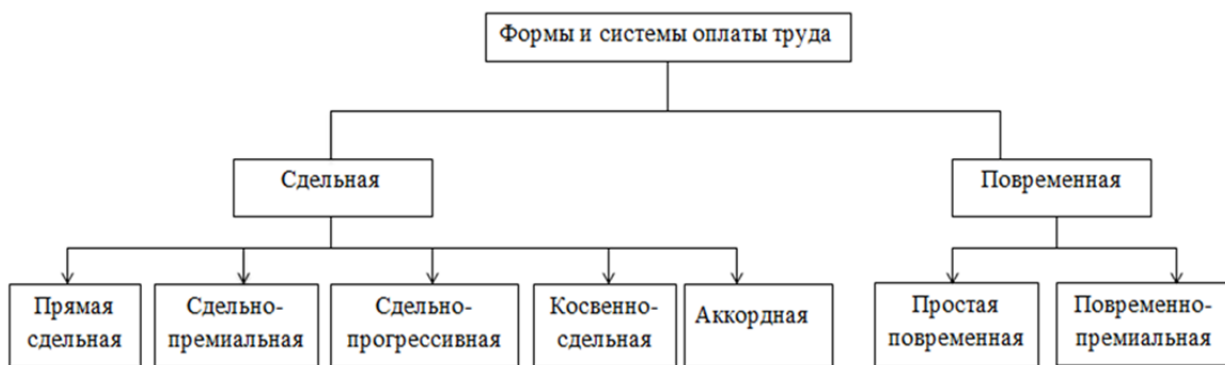 Формы и системы оплаты труда
Сдельная
Повременная
Прямая
сдельная
Сдельно-
премиальная
Сдельно-
прогрессивная
Косвенно-
сдельная
Аккордная
Простая
повременная
Повременно-
премиальная